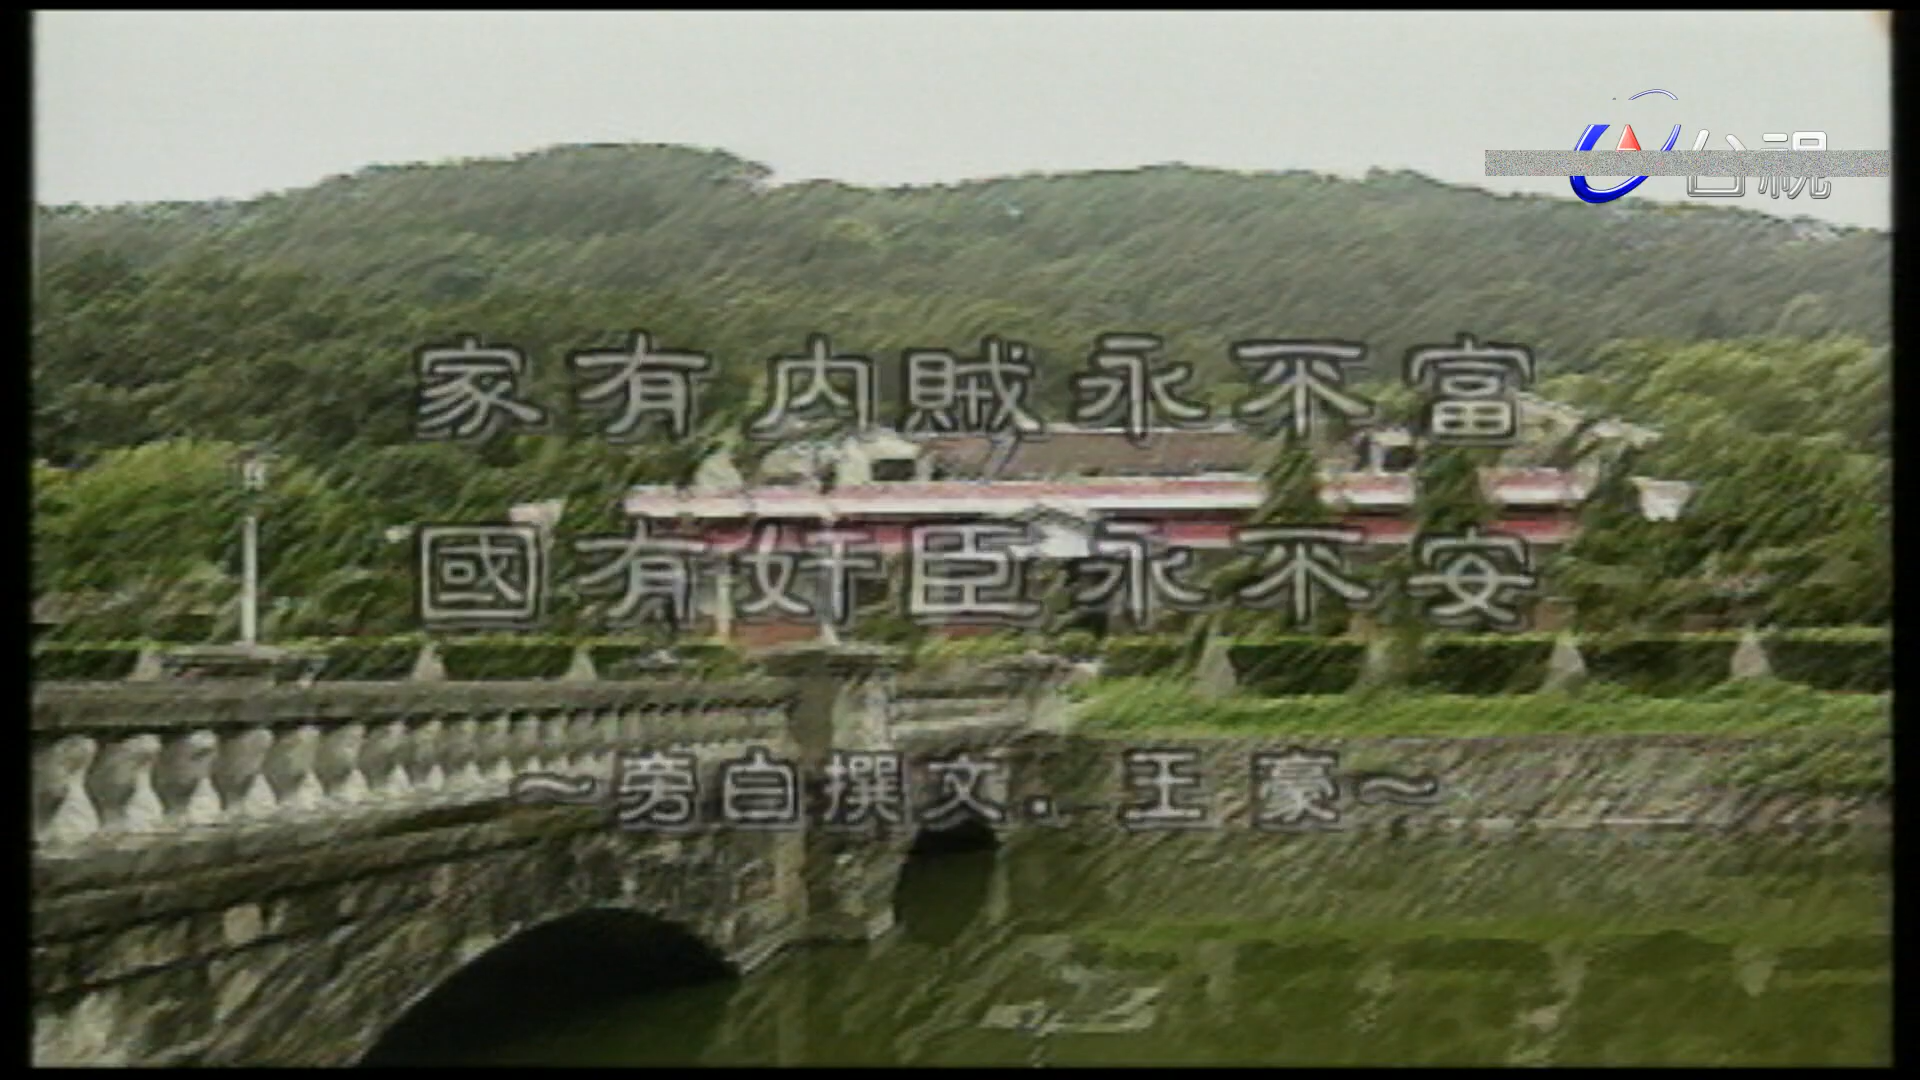 台視
家有內賊永不富
國有奸臣永不安
～旁白撰文．王豪～